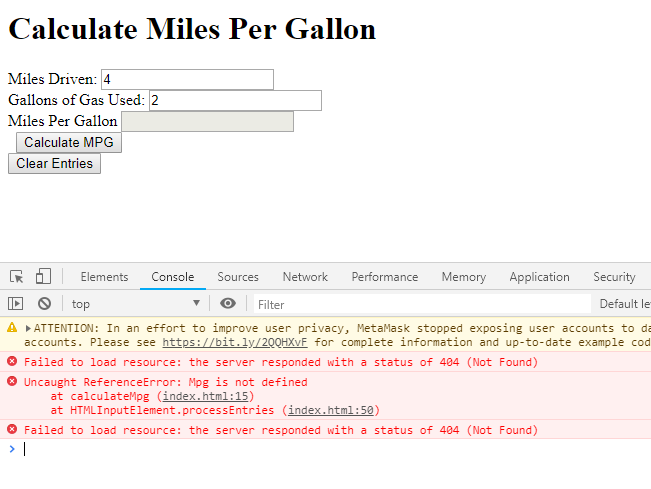 Calculate Miles Per Gallon
Miles Driven: 4
Gallons of Gas Used: 2
Miles Per Gallon
Calculate MPG
Clear Entries
Elements Console Sources Network Performance Memory Application Security
top Filter Default le
ATTENTION: In an effort to improve user privacy, MetaMask stopped exposing user accounts to da
accounts. Please see https://bit.ly/2QQHXvF for complete information and up-to-date example cod
Failed to load resource: the server responded with a status of 404 (Not Found)
Uncaught ReferenceError: Mpg is not defined
at calculateMpg (index.html:15)
at HTMLInputElement.processEntries (index.html:50)
Failed to load resource: the server responded with a status of 404 (Not Found)